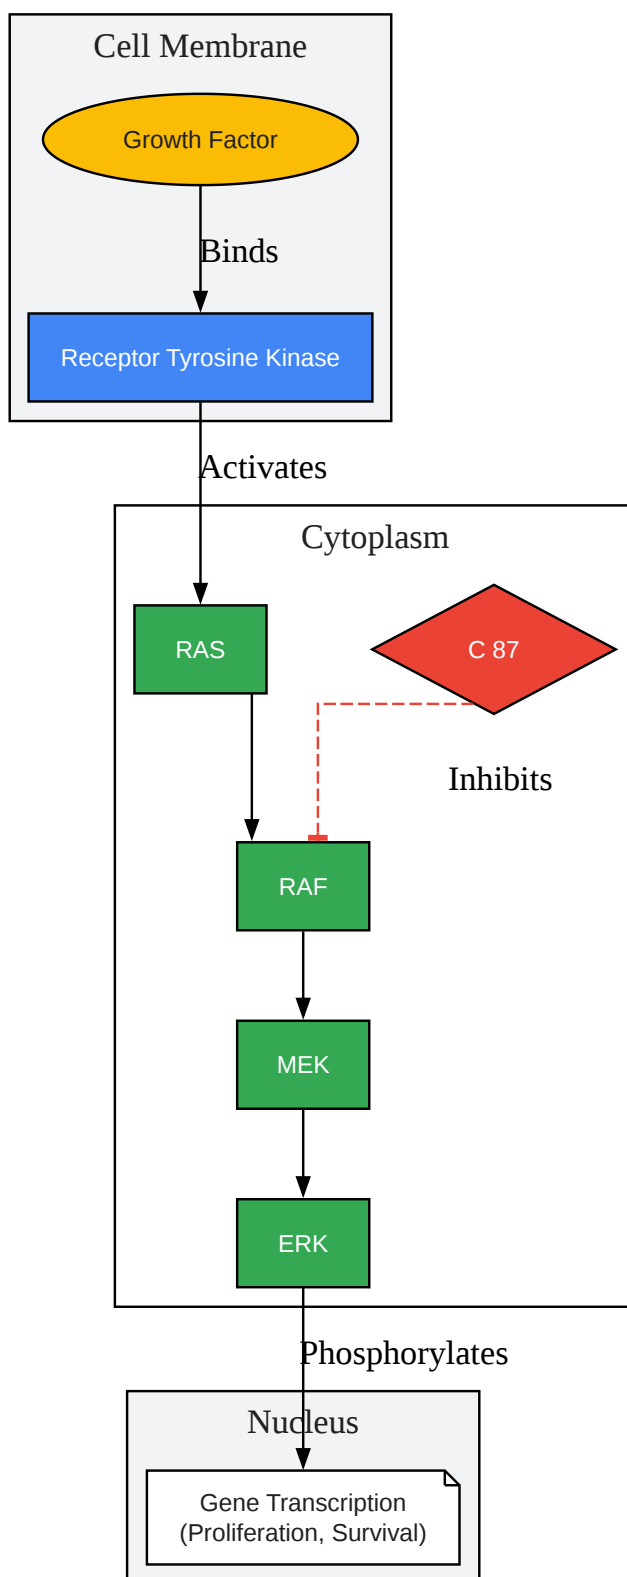 Cell Membrane
Growth Factor
Binds
Receptor Tyrosine Kinase
Activates
Cytoplasm
RAS
C 87
Inhibits
RAF
MEK
ERK
Phosphorylates
Nucleus
Gene Transcription
(Proliferation, Survival)